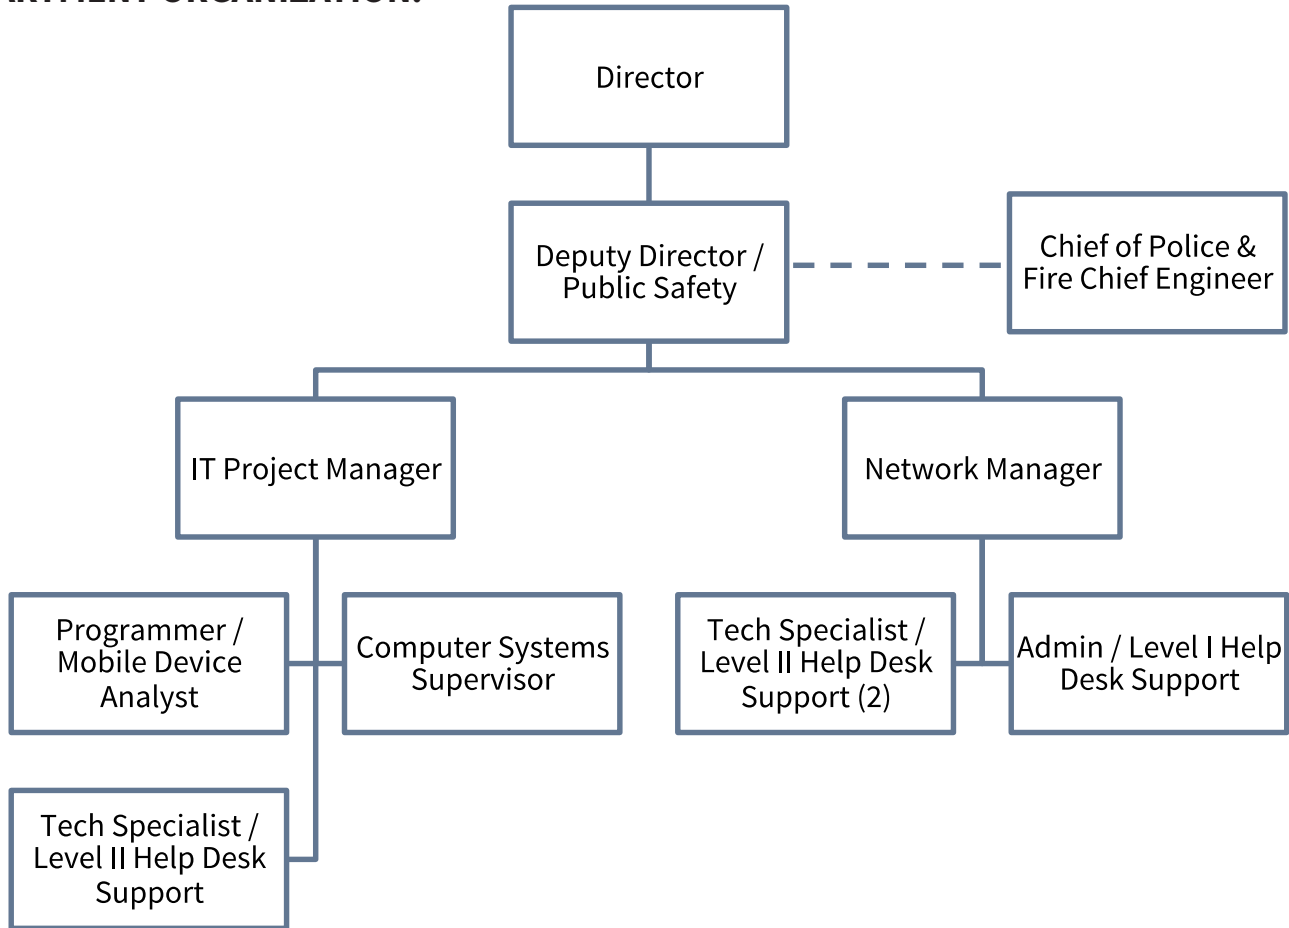 Director
Deputy Director /
Public Safety
Chief of Police &
Fire Chief Engineer
IT Project Manager
Network Manager
Programmer /
Mobile Device
Analyst
Computer Systems
Supervisor
Tech Specialist /
Level II Help Desk
Support (2)
Admin / Level I Help
Desk Support
Tech Specialist /
Level II Help Desk
Support